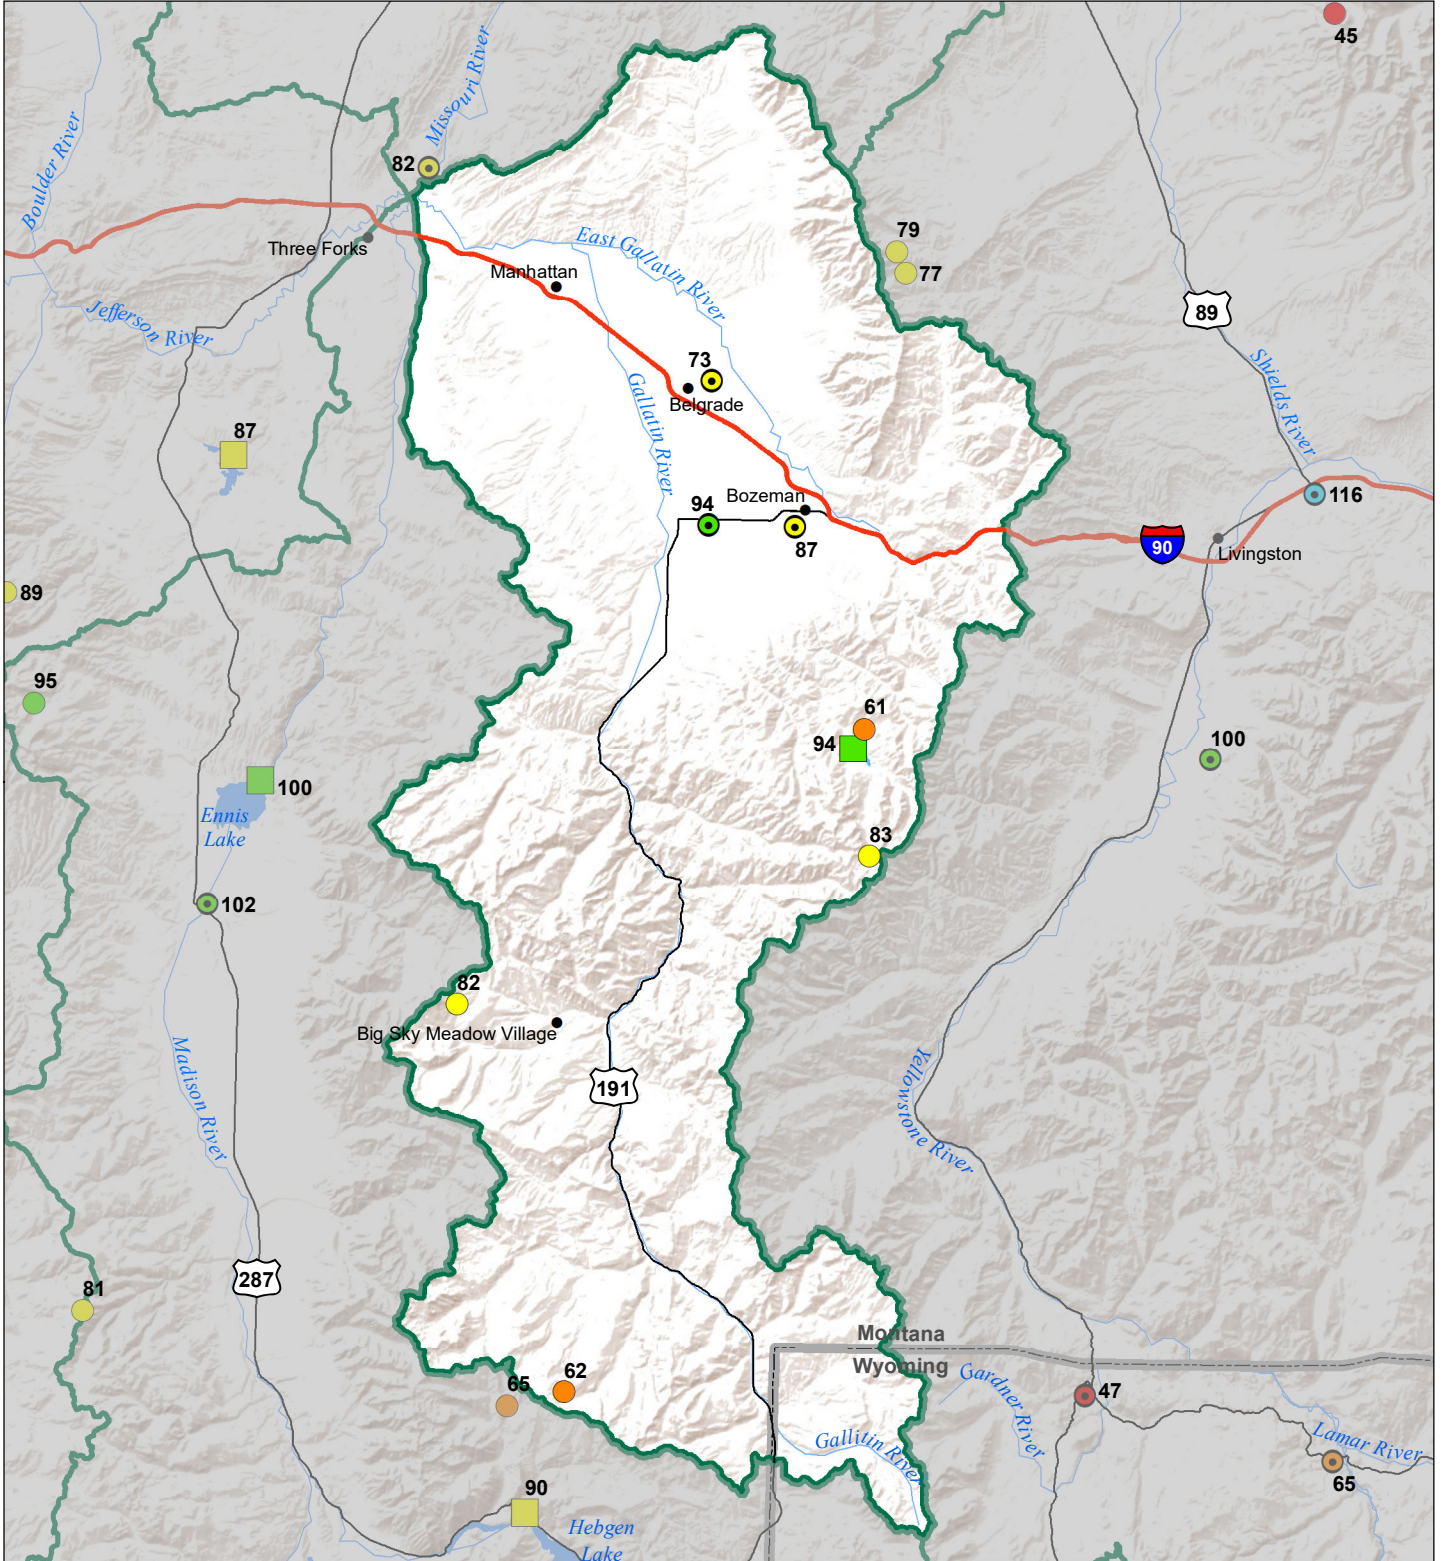 45
Missouri River
Boulder River
82
Three Forks
East Gallatin River
79
77
Manhattan
Jefferson River
89
Shields River
73
Belgrade
Gallatin River
87
116
Bozeman
94
87
90
Livingston
89
95
61
94
100
100
Ennis
Lake
83
102
82
Big Sky Meadow Village
Madison River
191
Yellowstone River
287
81
Montana
Wyoming
Gardner River
62
65
47
Gallitin River
Lamar River
65
90
Hebgen
Lake